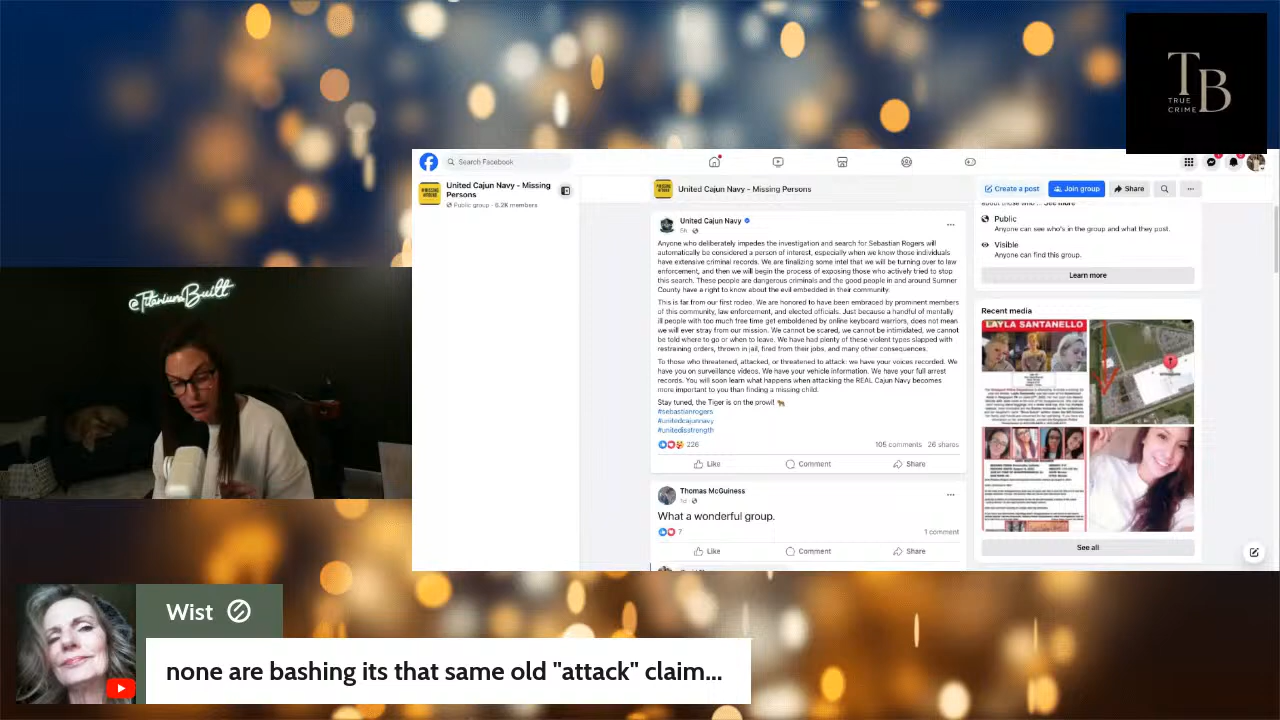 TB
TRUE
CRIME
@TitaniumBuilt
Search Facebook
United Cajun Navy - Missing
Persons
Public group · 5.2K members
United Cajun Navy - Missing Persons
Create a post
Join group
Share
United Cajun Navy
5h
Anyone who deliberately impedes the investigation and search for Sebastian Rogers will
automatically be considered a person of interest, especially when we know those individuals
have extensive criminal records. We are finalizing some intel that we will be turning over to law
enforcement, and then we will begin the process of exposing those who actively tried to stop
this search. These people are dangerous criminals and the good people in and around Sumner
County have a right to know about the evil embedded in their community.
This is far from our first rodeo. We are honored to have been embraced by prominent members
of this community, law enforcement, and elected officials. Just because a handful of mentally
ill people with too much free time get emboldened by online keyboard warriors, does not mean
we will ever stray from our mission. We cannot be scared, we cannot be intimidated, we cannot
be told where to go or when to leave. We have had plenty of these violent types slapped with
restraining orders, thrown in jail, fired from their jobs, and many other consequences.
To those who threatened, attacked, or threatened to attack: we have your voices recorded. We
have you on surveillance videos. We have your vehicle information. We have your full arrest
records. You will soon learn what happens when attacking the REAL Cajun Navy becomes
more important to you than finding a missing child.
Stay tuned, the Tiger is on the prowl! 🐅
#sebastianrogers
#unitedcajunnavy
#unitedisstrength
226
105 comments 26 shares
Like Comment Share
Thomas McGuiness
What a wonderful group.
7
1 comment
Like Comment Share
about those who ... See more
Public
Anyone can see who's in the group and what they post.
Visible
Anyone can find this group.
Learn more
Recent media
LAYLA SANTANELLO
See all
Wist
none are bashing its that same old "attack" claim...